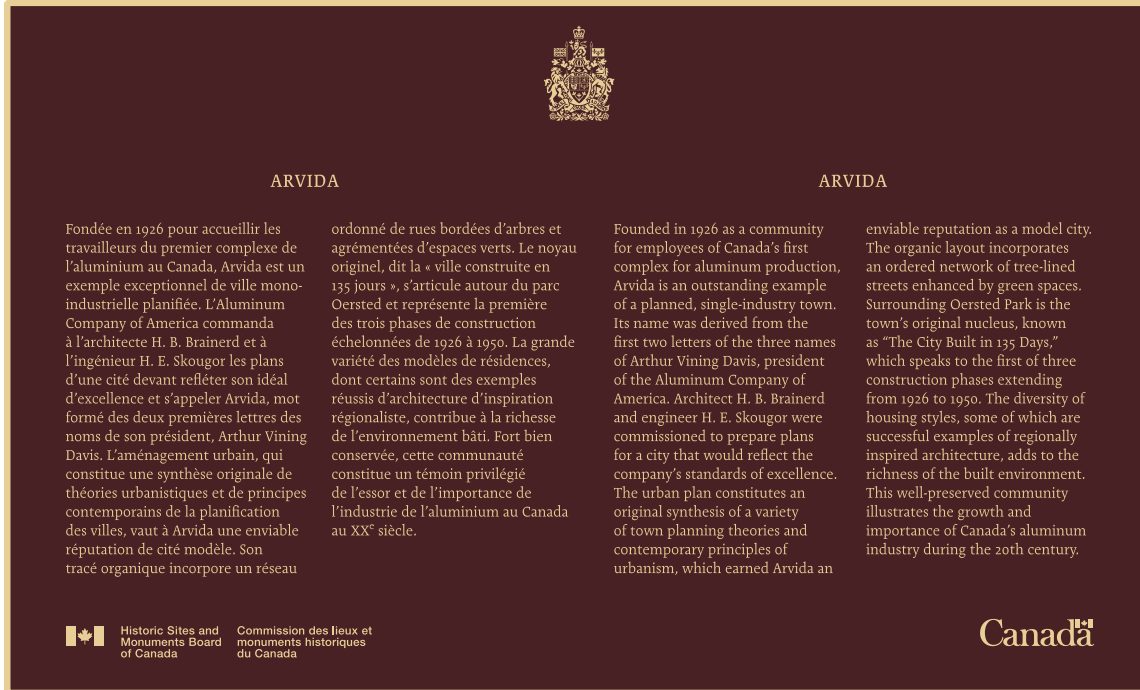 ARVIDA
Fondée en 1926 pour accueillir les
travailleurs du premier complexe de
l’aluminium au Canada, Arvida est un
exemple exceptionnel de ville mono-
industrielle planifiée. L’Aluminum
Company of America commanda
à l’architecte H. B. Brainerd et à
l’ingénieur H. E. Skougor les plans
d’une cité devant refléter son idéal
d’excellence et s’appeler Arvida, mot
formé des deux premières lettres des
noms de son président, Arthur Vining
Davis. L’aménagement urbain, qui
constitue une synthèse originale de
théories urbanistiques et de principes
contemporains de la planification
des villes, vaut à Arvida une enviable
réputation de cité modèle. Son
tracé organique incorpore un réseau
ordonné de rues bordées d’arbres et
agrémentées d’espaces verts. Le noyau
originel, dit la « ville construite en
135 jours », s’articule autour du parc
Oersted et représente la première
des trois phases de construction
échelonnées de 1926 à 1950. La grande
variété des modèles de résidences,
dont certains sont des exemples
réussis d’architecture d’inspiration
régionaliste, contribue à la richesse
de l’environnement bâti. Fort bien
conservée, cette communauté
constitue un témoin privilégié
de l’essor et de l’importance de
l’industrie de l’aluminium au Canada
au XXe siècle.
ARVIDA
Founded in 1926 as a community
for employees of Canada’s first
complex for aluminum production,
Arvida is an outstanding example
of a planned, single-industry town.
Its name was derived from the
first two letters of the three names
of Arthur Vining Davis, president
of the Aluminum Company of
America. Architect H. B. Brainerd
and engineer H. E. Skougor were
commissioned to prepare plans
for a city that would reflect the
company’s standards of excellence.
The urban plan constitutes an
original synthesis of a variety
of town planning theories and
contemporary principles of
urbanism, which earned Arvida an
enviable reputation as a model city.
The organic layout incorporates
an ordered network of tree-lined
streets enhanced by green spaces.
Surrounding Oersted Park is the
town’s original nucleus, known
as “The City Built in 135 Days,”
which speaks to the first of three
construction phases extending
from 1926 to 1950. The diversity of
housing styles, some of which are
successful examples of regionally
inspired architecture, adds to the
richness of the built environment.
This well-preserved community
illustrates the growth and
importance of Canada’s aluminum
industry during the 20th century.
Historic Sites and
Monuments Board
of Canada
Commission des lieux et
monuments historiques
du Canada
Canada